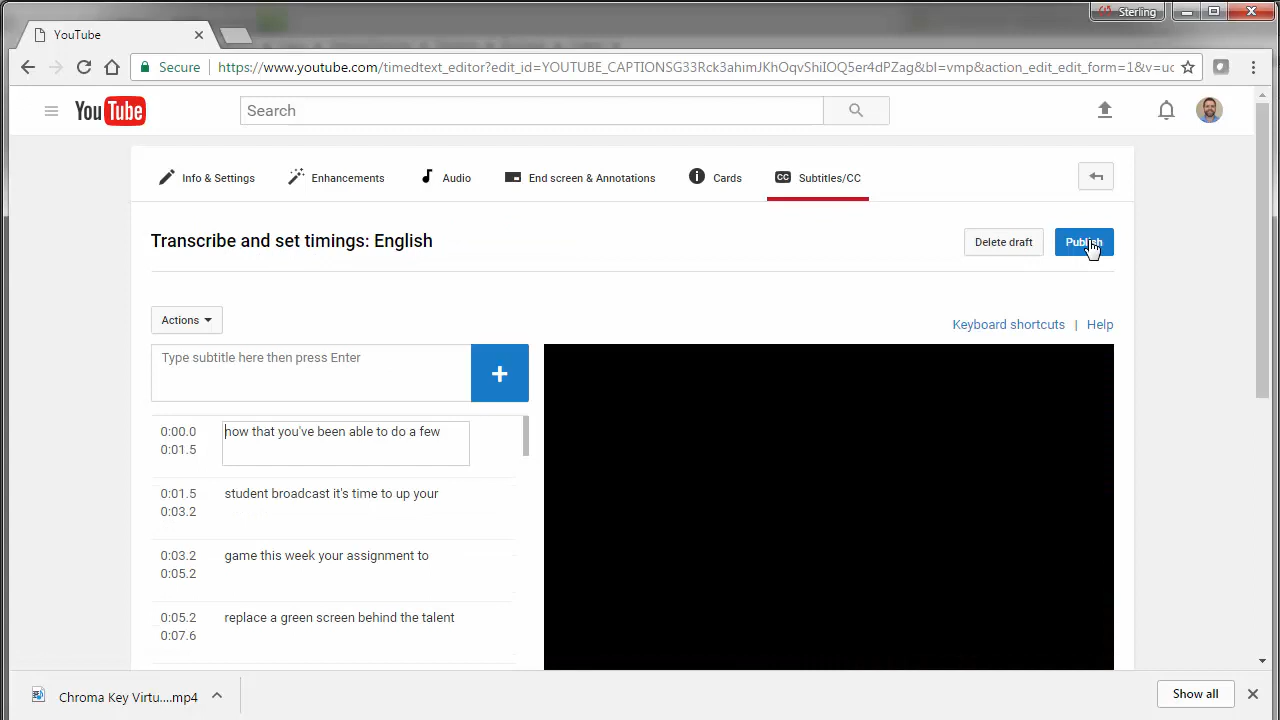 Sterling
YouTube
Secure https://www.youtube.com/timedtext_editor?edit_id=YOUTUBE_CAPTIONSG33Rck3ahmJKhOqvShiIOQ5er4dPZag&bl=vmp&action_edit_edit_form=1&v=uc
YouTube
Search
Info & Settings Enhancements Audio End screen & Annotations Cards CC Subtitles/CC
Transcribe and set timings: English
Delete draft Publish
Actions
Keyboard shortcuts | Help
Type subtitle here then press Enter
+
0:00.0 now that you've been able to do a few
0:01.5
0:01.5 student broadcast it's time to up your
0:03.2
0:03.2 game this week your assignment to
0:05.2
0:05.2 replace a green screen behind the talent
0:07.6
Chroma Key Virtu....mp4
Show all